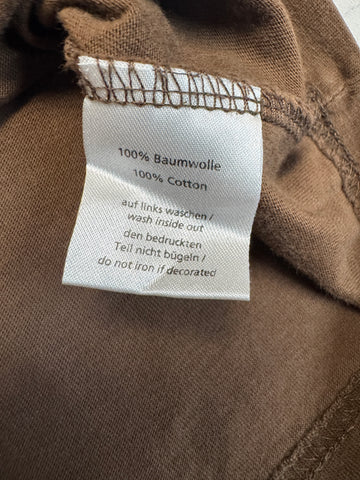 100% Baumwolle
100% Cotton
auf links waschen /
wash inside out
den bedruckten
Teil nicht bügeln /
do not iron if decorated